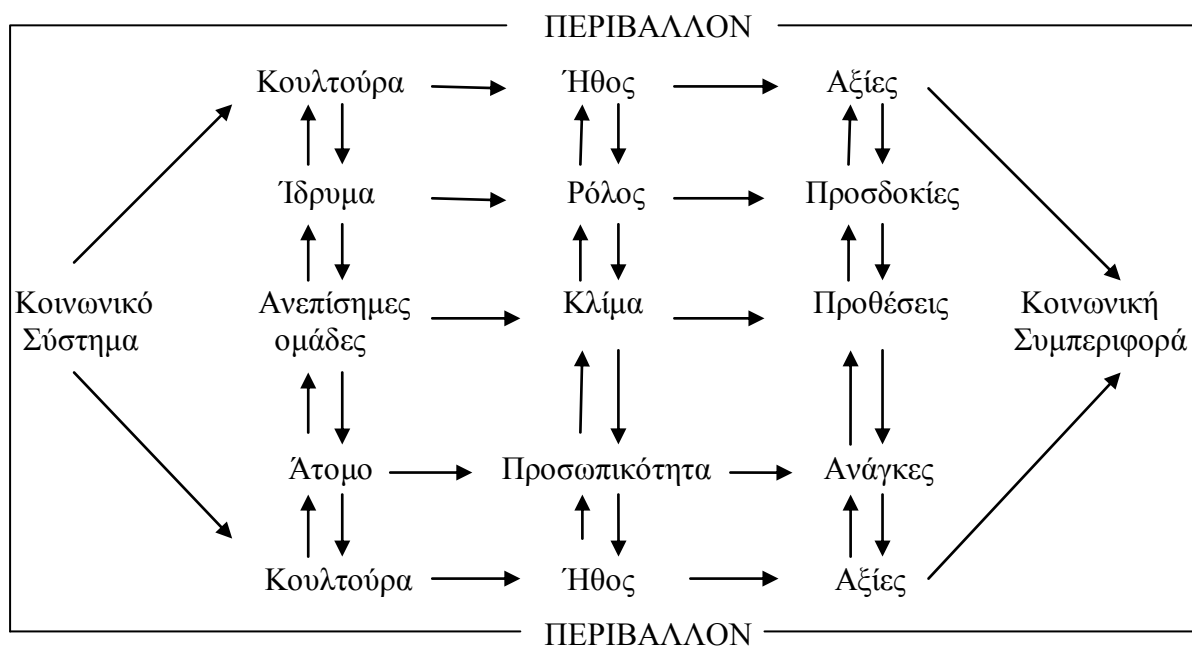 ΠΕΡΙΒΑΛΛΟΝ
Κουλτούρα Ήθος Αξίες
Ίδρυμα Ρόλος Προσδοκίες
Κοινωνικό Ανεπίσημες Κλίμα Προθέσεις Κοινωνική
Σύστημα ομάδες Συμπεριφορά
Άτομο Προσωπικότητα Ανάγκες
Κουλτούρα Ήθος Αξίες
ΠΕΡΙΒΑΛΛΟΝ